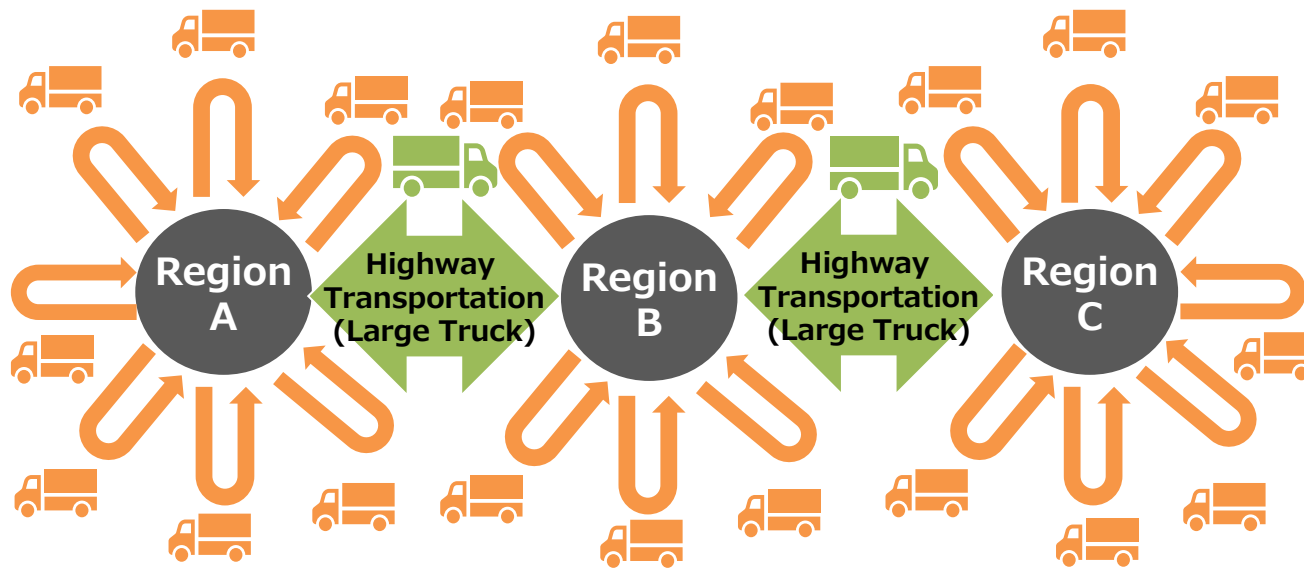 Region
A
Highway
Transportation
(Large Truck)
Region
B
Highway
Transportation
(Large Truck)
Region
C